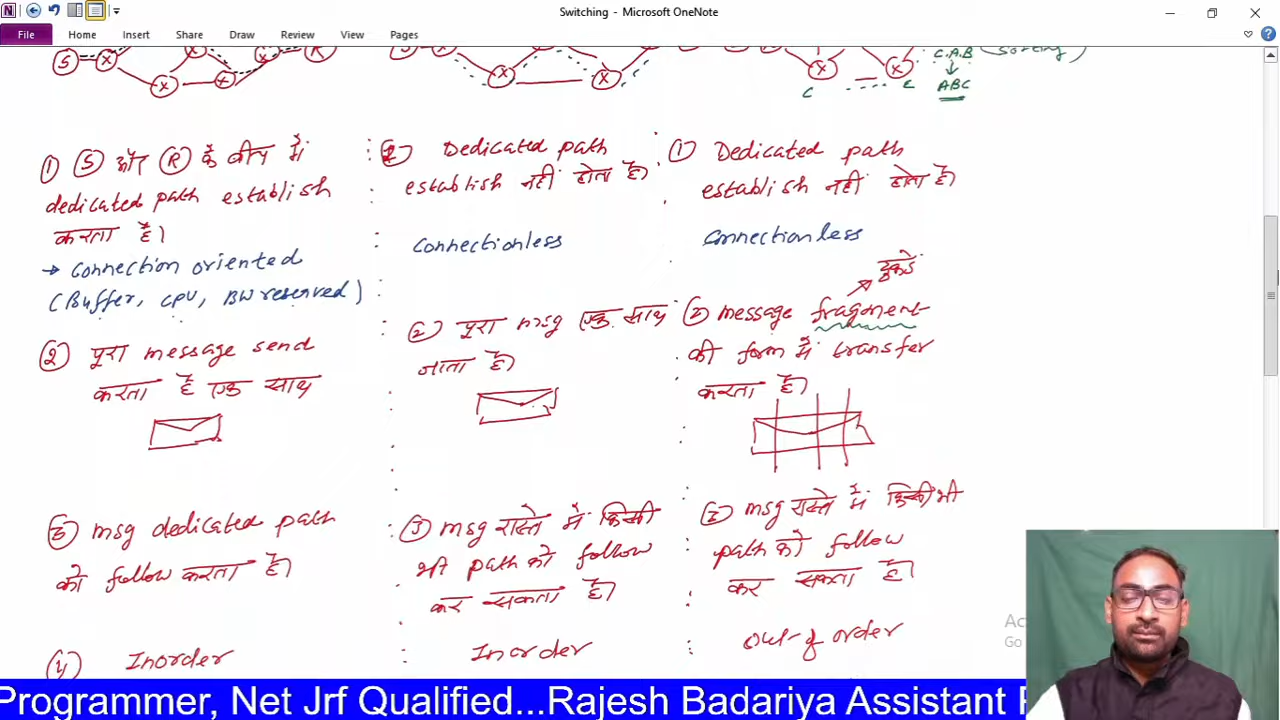 Switching - Microsoft OneNote
File Home Insert Share Draw Review View Pages
S X X X R
X X
X X
C.A.B (Sorting)
C C ABC
① Ⓢ और Ⓡ के बीच में
dedicated path establish
करता है।
→ Connection oriented
(Buffer, CPU, BW reserved)
② पूरा message send
करता है एक साथ
③ msg dedicated path
को follow करता है।
④ Inorder
① Dedicated path
establish नहीं होता है।
Connectionless
② पूरा msg एक साथ
जाता है।
③ msg रास्ते में किसी
भी path को follow
कर सकता है।
Inorder
① Dedicated path
establish नहीं होता है।
Connectionless
टुकडे
② message fragment
की form में transfer
करता है।
③ msg रास्ते में किसी भी
path को follow
कर सकता है।
Out of order
Ac
Go
Programmer, Net Jrf Qualified...Rajesh Badariya Assistant P